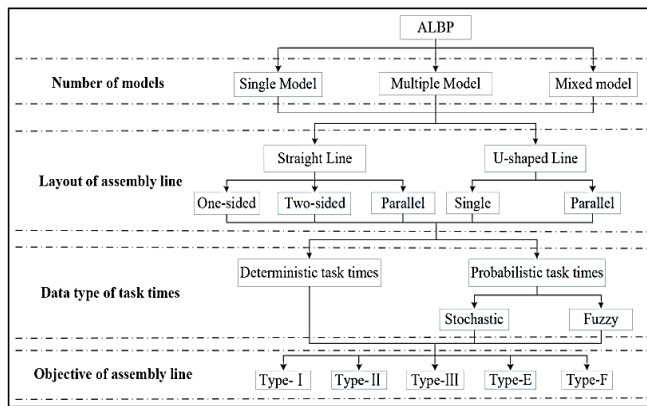 ALBP
Number of models
Single Model
Multiple Model
Mixed model
Straight Line
U-shaped Line
Layout of assembly line
One-sided
Two-sided
Parallel
Single
Parallel
Deterministic task times
Probabilistic task times
Data type of task times
Stochastic
Fuzzy
Objective of assembly line
Type- I
Type-II
Type-III
Type-E
Type-F